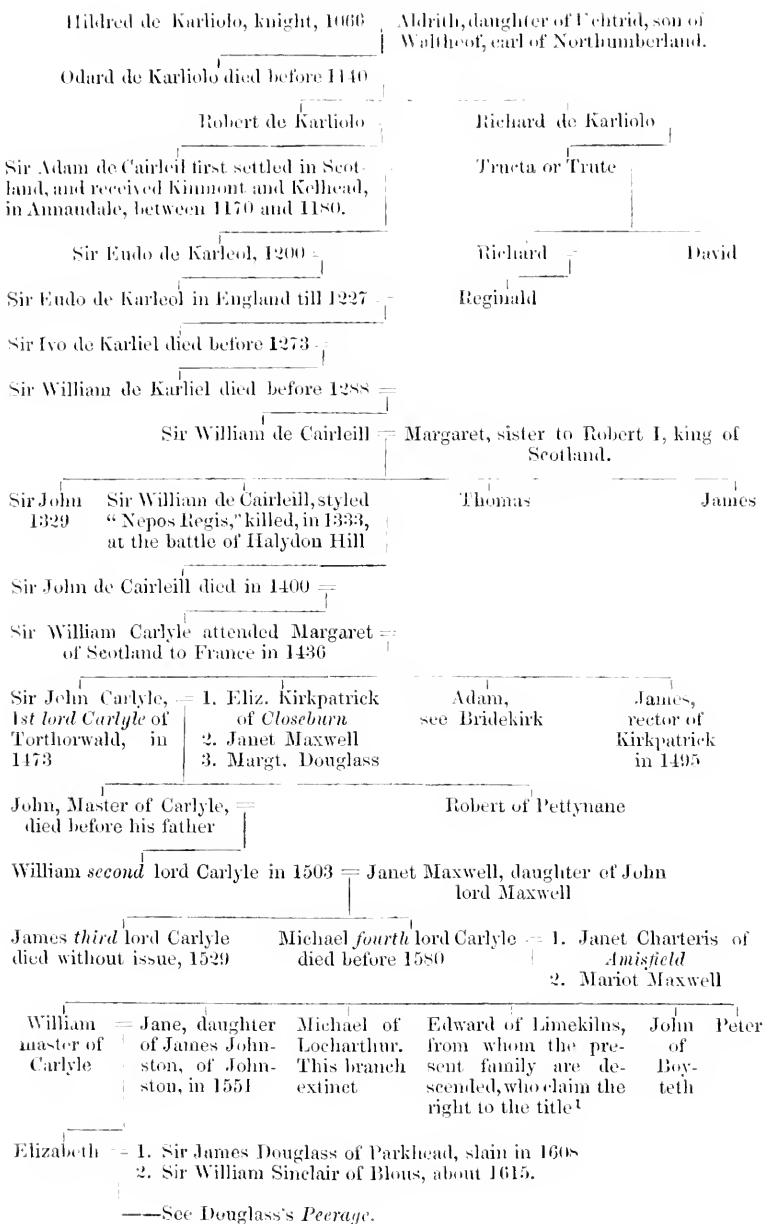 Hildred de Karliolo, knight, 1066
Aldrith, daughter of Uchtrid, son of
Waltheof, earl of Northumberland.
Odard de Karliolo died before 1140
Robert de Karliolo
Richard de Karliolo
Sir Adam de Cairleil first settled in Scot-
land, and received Kinmont and Kelhead,
in Annandale, between 1170 and 1180.
Tructa or Trute
Sir Eudo de Karleol, 1200
Richard
David
Sir Eudo de Karleol in England till 1227
Reginald
Sir Ivo de Karliel died before 1273
Sir William de Karliel died before 1288 =
Sir William de Cairleill = Margaret, sister to Robert I, king of
Scotland.
Sir John
1329
Sir William de Cairleill, styled
“Nepos Regis,” killed, in 1333,
at the battle of Halydon Hill
Thomas
James
Sir John de Cairleill died in 1400 =
Sir William Carlyle attended Margaret =
of Scotland to France in 1436
Sir John Carlyle,
1st lord Carlyle of
Torthorwald, in
1473
= 1. Eliz. Kirkpatrick
of Closeburn
2. Janet Maxwell
3. Margt. Douglass
Adam,
see Bridekirk
James,
rector of
Kirkpatrick
in 1495
John, Master of Carlyle, =
died before his father
Robert of Pettynane
William second lord Carlyle in 1503 = Janet Maxwell, daughter of John
lord Maxwell
James third lord Carlyle
died without issue, 1529
Michael fourth lord Carlyle
died before 1580
= 1. Janet Charteris of
Amisfield
2. Mariot Maxwell
William
master of
Carlyle
= Jane, daughter
of James John-
ston, of John-
ston, in 1551
Michael of
Locharthur.
This branch
extinct
Edward of Limekilns,
from whom the pre-
sent family are de-
scended, who claim the
right to the title¹
John
of
Boy-
teth
Peter
Elizabeth = 1. Sir James Douglass of Parkhead, slain in 1608
2. Sir William Sinclair of Blous, about 1615.
——See Douglass's Peerage.